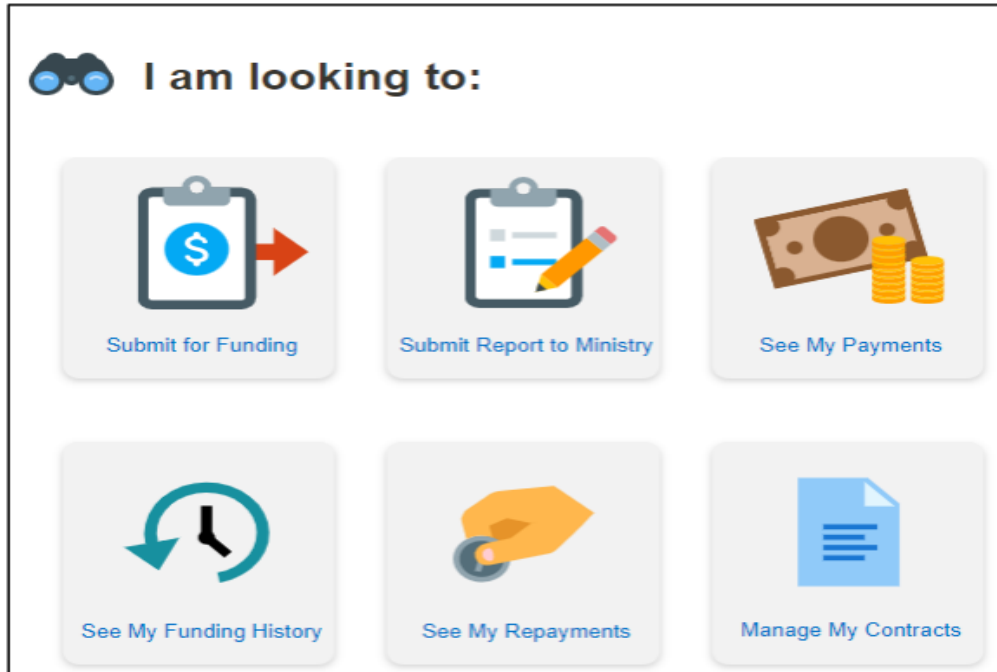 I am looking to:
$
Submit for Funding
Submit Report to Ministry
See My Payments
See My Funding History
See My Repayments
Manage My Contracts